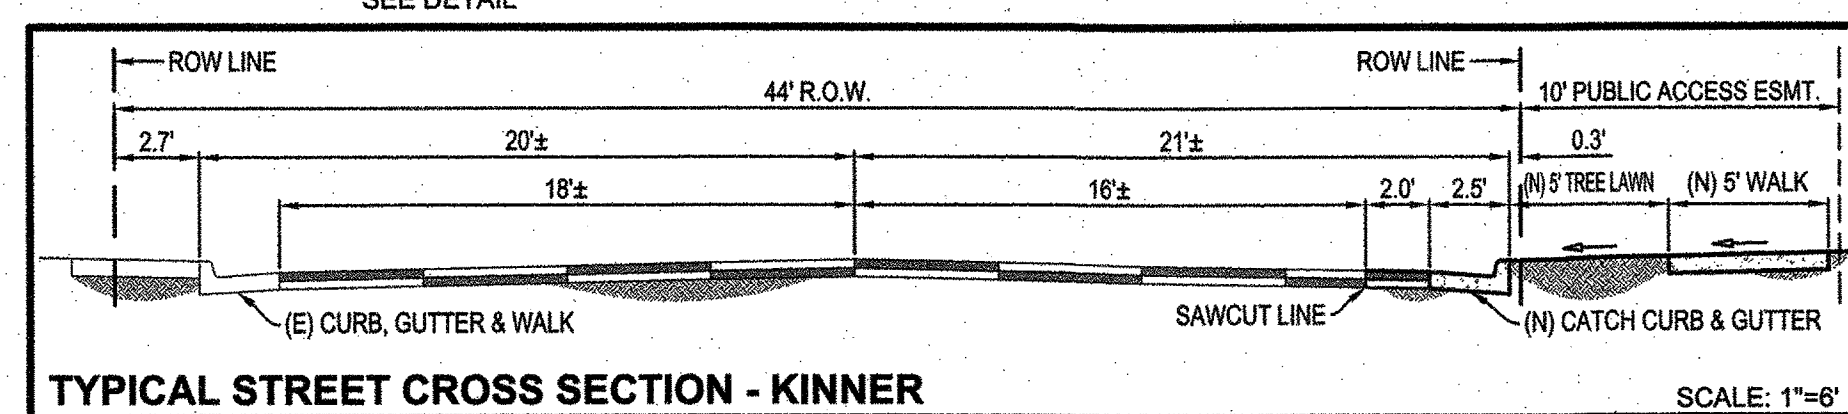 SEE DETAIL
ROW LINE
ROW LINE
44' R.O.W.
10' PUBLIC ACCESS ESMT.
2.7'
20'±
21'±
0.3'
18'±
16'±
2.0'
2.5'
(N) 5' TREE LAWN
(N) 5' WALK
(E) CURB, GUTTER & WALK
SAWCUT LINE
(N) CATCH CURB & GUTTER
TYPICAL STREET CROSS SECTION - KINNER
SCALE: 1"=6'